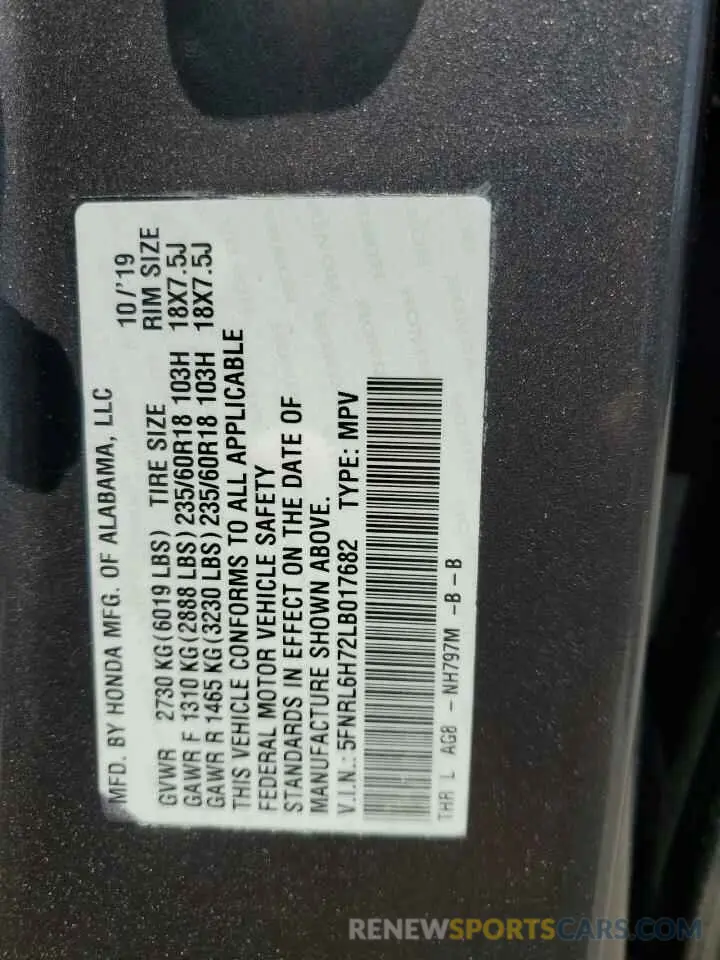 MFD. BY HONDA MFG. OF ALABAMA, LLC 10/'19
GVWR 2730 KG(6019 LBS) TIRE SIZE RIM SIZE
GAWR F 1310 KG(2888 LBS)235/60R18 103H 18X7.5J
GAWR R 1465 KG(3230 LBS)235/60R18 103H 18X7.5J
THIS VEHICLE CONFORMS TO ALL APPLICABLE
FEDERAL MOTOR VEHICLE SAFETY
STANDARDS IN EFFECT ON THE DATE OF
MANUFACTURE SHOWN ABOVE.
V.I.N.: 5FNRL6H72LB017682 TYPE: MPV
THR L AG8 - NH797M -B-B
RENEWSPORTSCARS.COM